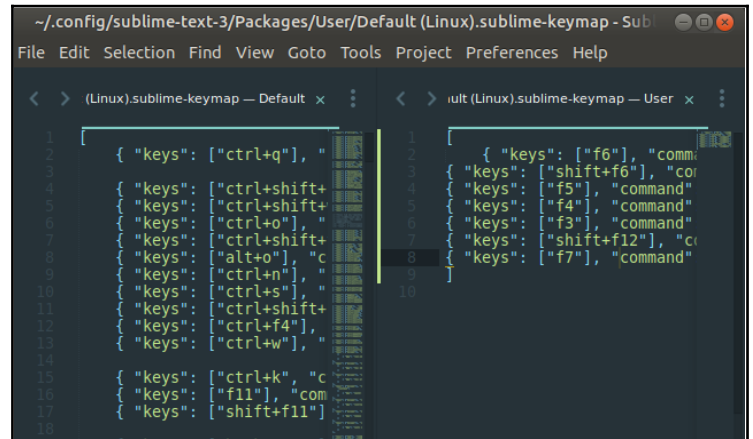 ~/.config/sublime-text-3/Packages/User/Default (Linux).sublime-keymap - Sub
File Edit Selection Find View Goto Tools Project Preferences Help
(Linux).sublime-keymap — Default ×
1 [
2 { "keys": ["ctrl+q"], "
3
4 { "keys": ["ctrl+shift+
5 { "keys": ["ctrl+shift+
6 { "keys": ["ctrl+o"], "
7 { "keys": ["ctrl+shift+
8 { "keys": ["alt+o"], "c
9 { "keys": ["ctrl+n"], "
10 { "keys": ["ctrl+s"], "
11 { "keys": ["ctrl+shift+
12 { "keys": ["ctrl+f4"],
13 { "keys": ["ctrl+w"], "
14
15 { "keys": ["ctrl+k", "c
16 { "keys": ["f11"], "com
17 { "keys": ["shift+f11"]
18
ult (Linux).sublime-keymap — User ×
1 [
2 { "keys": ["f6"], "comma
3 { "keys": ["shift+f6"], "com
4 { "keys": ["f5"], "command"
5 { "keys": ["f4"], "command"
6 { "keys": ["f3"], "command"
7 { "keys": ["shift+f12"], "co
8 { "keys": ["f7"], "command"
9 ]
10